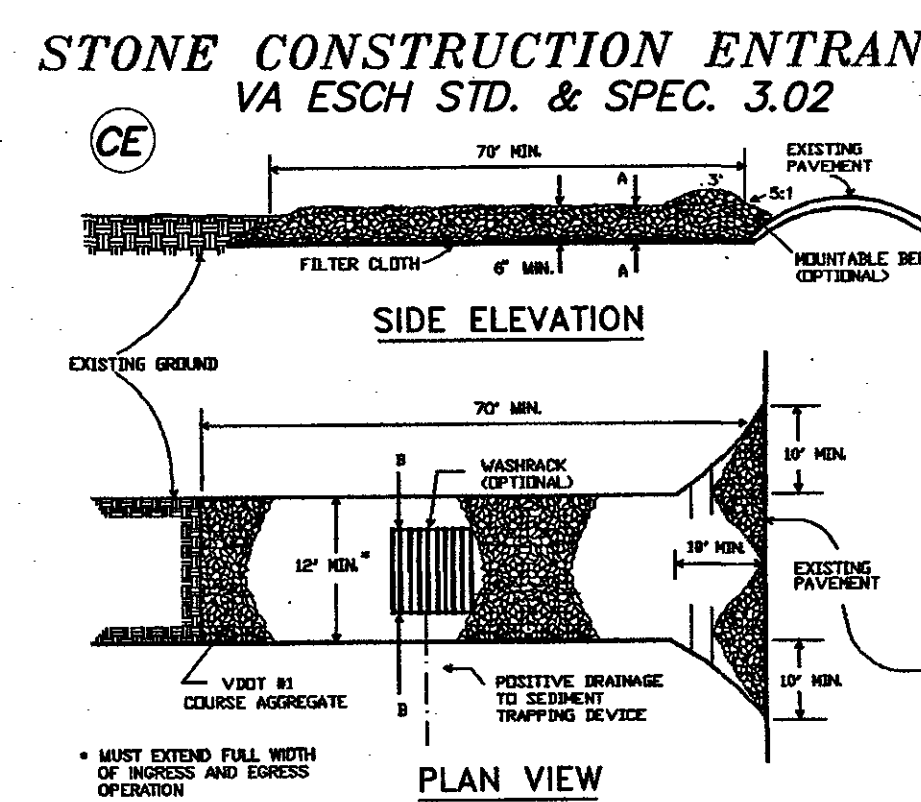 STONE CONSTRUCTION ENTRAN
VA ESCH STD. & SPEC. 3.02
CE
70' MIN.
EXISTING
PAVEMENT
A
3'
5:1
FILTER CLOTH
6" MIN.
A
MOUNTABLE BE
(OPTIONAL)
SIDE ELEVATION
EXISTING GROUND
70' MIN.
B
WASHRACK
(OPTIONAL)
10' MIN.
12' MIN.*
10' MIN.
EXISTING
PAVEMENT
VDOT #1
COURSE AGGREGATE
B
POSITIVE DRAINAGE
TO SEDIMENT
TRAPPING DEVICE
10' MIN.
* MUST EXTEND FULL WIDTH
OF INGRESS AND EGRESS
OPERATION
PLAN VIEW